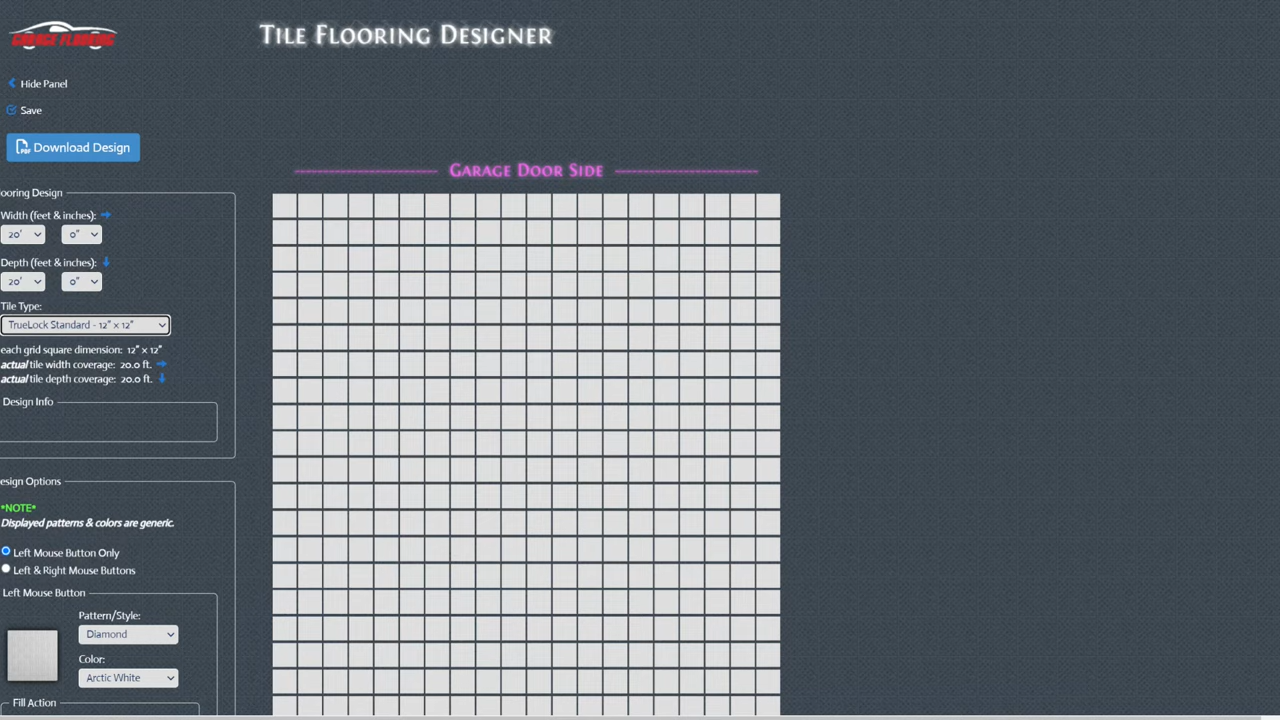 GARAGE FLOORING
Tile Flooring Designer
Hide Panel
Save
PDF Download Design
Garage Door Side
looring Design
Width (feet & inches):
20' 0"
Depth (feet & inches):
20' 0"
Tile Type:
TrueLock Standard - 12" x 12"
each grid square dimension: 12" x 12"
actual tile width coverage: 20.0 ft.
actual tile depth coverage: 20.0 ft.
Design Info
esign Options
*NOTE*
Displayed patterns & colors are generic.
Left Mouse Button Only
Left & Right Mouse Buttons
Left Mouse Button
Pattern/Style:
Diamond
Color:
Arctic White
Fill Action